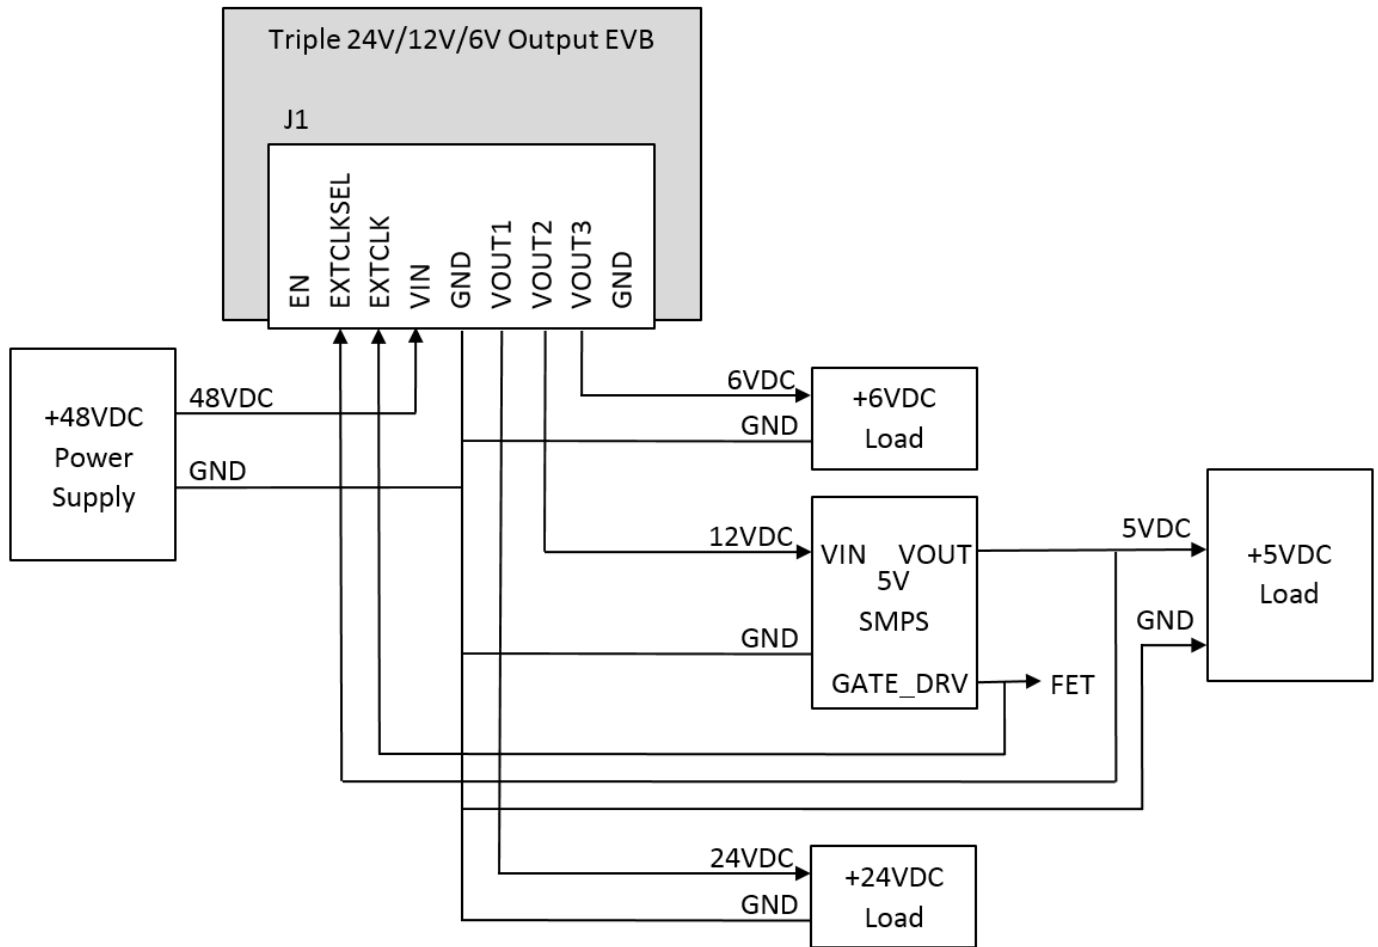 Triple 24V/12V/6V Output EVB
J1
EN
EXTCLKSEL
EXTCLK
VIN
GND
VOUT1
VOUT2
VOUT3
GND
+48VDC
Power
Supply
48VDC
GND
6VDC
GND
+6VDC
Load
12VDC
GND
VIN VOUT
5V
SMPS
GATE_DRV
FET
5VDC
GND
+5VDC
Load
24VDC
GND
+24VDC
Load